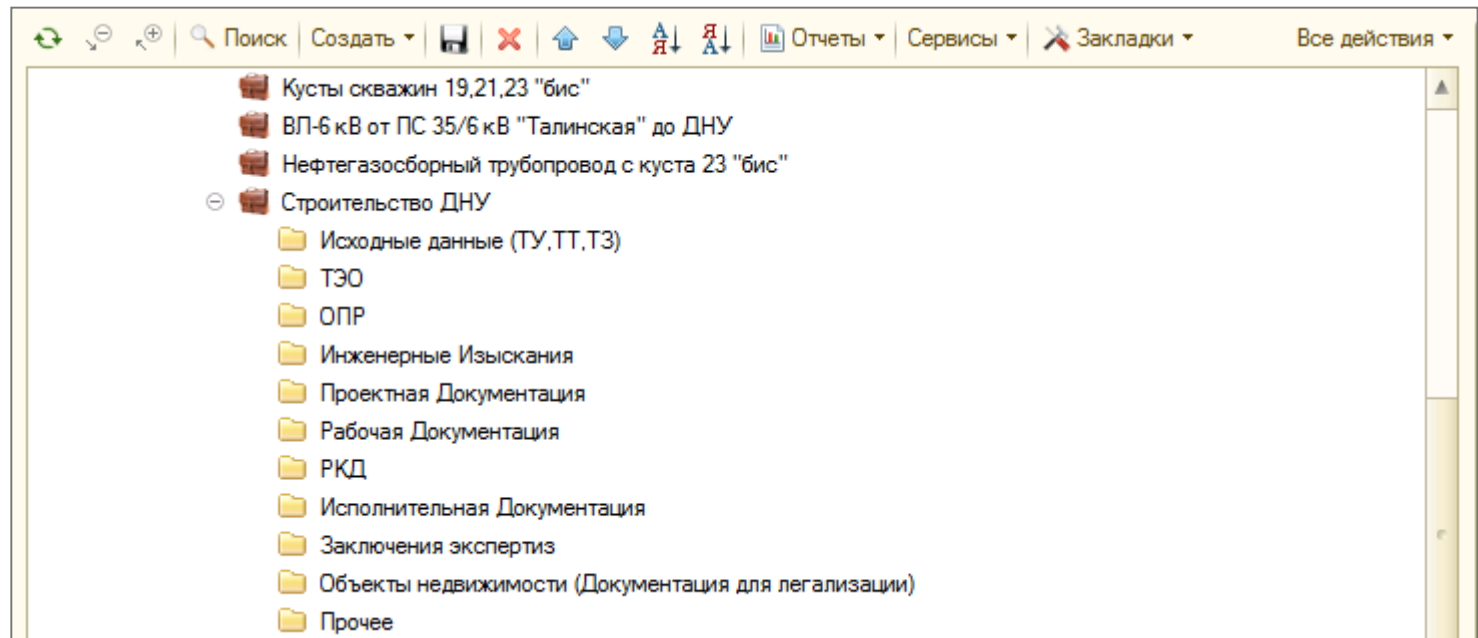 Поиск Создать Отчеты Сервисы Закладки Все действия
Кусты скважин 19,21,23 "бис"
ВЛ-6 кВ от ПС 35/6 кВ "Талинская" до ДНУ
Нефтегазосборный трубопровод с куста 23 "бис"
Строительство ДНУ
Исходные данные (ТУ,ТТ,ТЗ)
ТЭО
ОПР
Инженерные Изыскания
Проектная Документация
Рабочая Документация
РКД
Исполнительная Документация
Заключения экспертиз
Объекты недвижимости (Документация для легализации)
Прочее